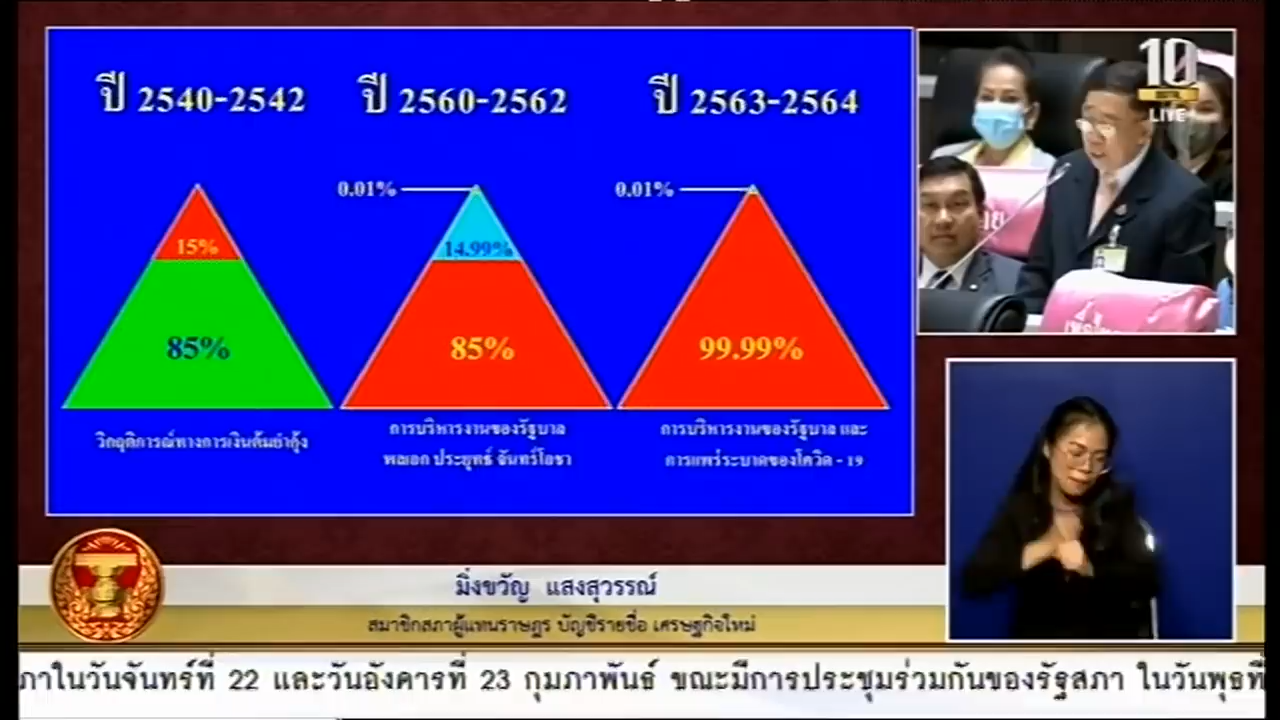 ปี 2540-2542
ปี 2560-2562
ปี 2563-2564
0.01%
0.01%
15%
14.99%
85%
85%
99.99%
วิกฤติการณ์ทางการเงินต้มยำกุ้ง
การบริหารงานของรัฐบาล
พลเอก ประยุทธ์ จันทร์โอชา
การบริหารงานของรัฐบาล และ
การแพร่ระบาดของโควิด - 19
10
LIVE
มิ่งขวัญ แสงสุวรรณ์
สมาชิกสภาผู้แทนราษฎร บัญชีรายชื่อ เศรษฐกิจใหม่
ภาในวันจันทร์ที่ 22 และวันอังคารที่ 23 กุมภาพันธ์ ขณะมีการประชุมร่วมกันของรัฐสภา ในวันพุธที่